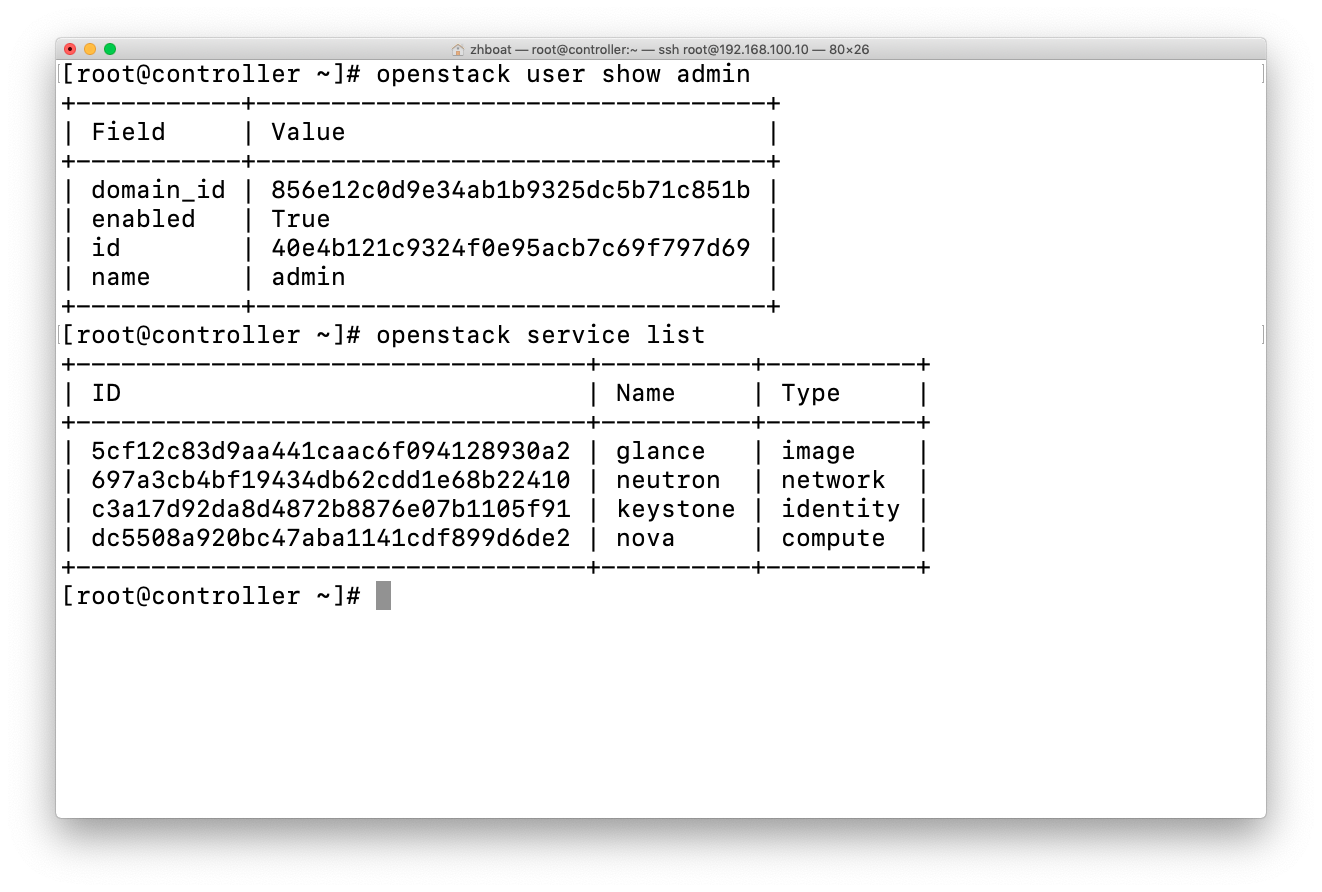 zhboat — root@controller:~ — ssh root@192.168.100.10 — 80×26
[root@controller ~]# openstack user show admin
+-----------+----------------------------------+
| Field     | Value                            |
+-----------+----------------------------------+
| domain_id | 856e12c0d9e34ab1b9325dc5b71c851b |
| enabled   | True                             |
| id        | 40e4b121c9324f0e95acb7c69f797d69 |
| name      | admin                            |
+-----------+----------------------------------+
[root@controller ~]# openstack service list
+----------------------------------+----------+----------+
| ID                               | Name     | Type     |
+----------------------------------+----------+----------+
| 5cf12c83d9aa441caac6f094128930a2 | glance   | image    |
| 697a3cb4bf19434db62cdd1e68b22410 | neutron  | network  |
| c3a17d92da8d4872b8876e07b1105f91 | keystone | identity |
| dc5508a920bc47aba1141cdf899d6de2 | nova     | compute  |
+----------------------------------+----------+----------+
[root@controller ~]#